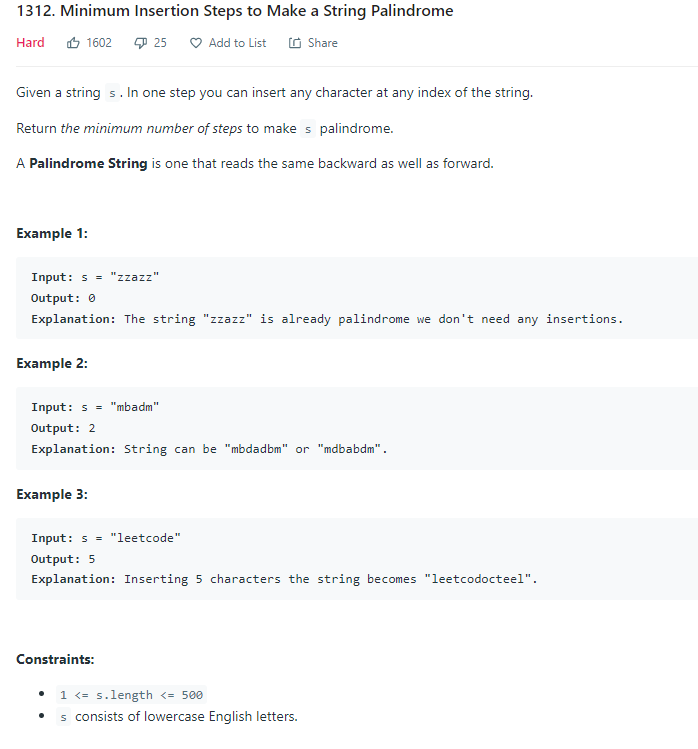 1312. Minimum Insertion Steps to Make a String Palindrome
Hard 1602 25 Add to List Share
Given a string s. In one step you can insert any character at any index of the string.
Return the minimum number of steps to make s palindrome.
A Palindrome String is one that reads the same backward as well as forward.
Example 1:
Input: s = "zzazz"
Output: 0
Explanation: The string "zzazz" is already palindrome we don't need any insertions.
Example 2:
Input: s = "mbadm"
Output: 2
Explanation: String can be "mbdadbm" or "mdbabdm".
Example 3:
Input: s = "leetcode"
Output: 5
Explanation: Inserting 5 characters the string becomes "leetcodocteel".
Constraints:
• 1 <= s.length <= 500
• s consists of lowercase English letters.